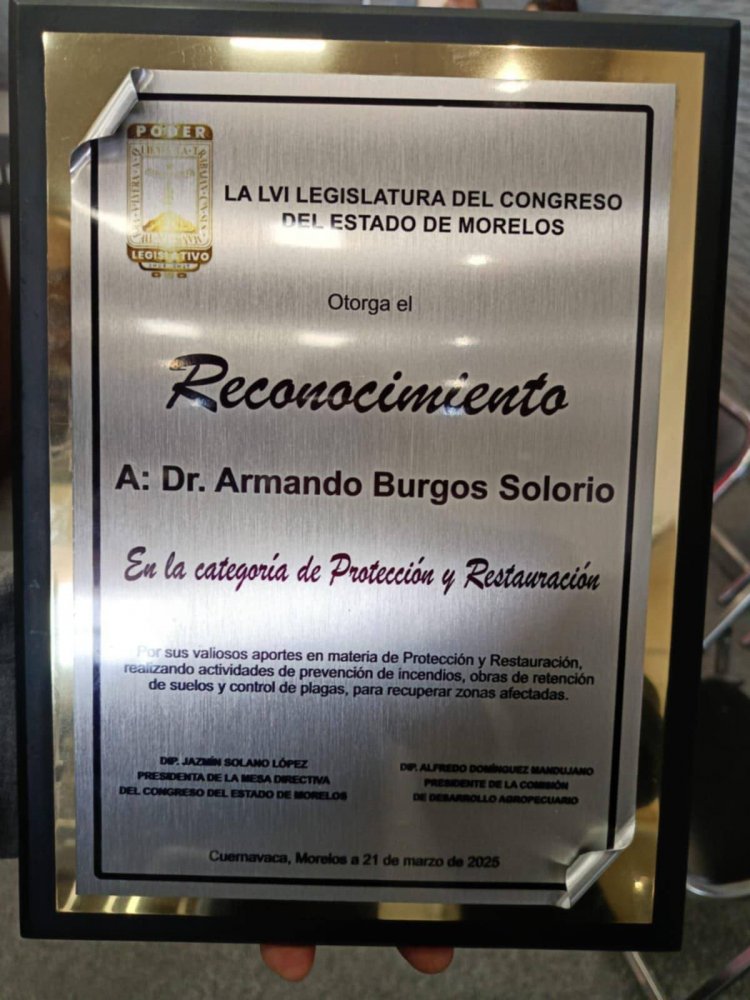 PODER
LEGISLATIVO
LA LVI LEGISLATURA DEL CONGRESO
DEL ESTADO DE MORELOS
Otorga el
Reconocimiento
A: Dr. Armando Burgos Solorio
En la categoría de Protección y Restauración
Por sus valiosos aportes en materia de Protección y Restauración,
realizando actividades de prevención de incendios, obras de retención
de suelos y control de plagas, para recuperar zonas afectadas.
DIP. JAZMÍN SOLANO LÓPEZ
PRESIDENTA DE LA MESA DIRECTIVA
DEL CONGRESO DEL ESTADO DE MORELOS
DIP. ALFREDO DOMÍNGUEZ MANDUJANO
PRESIDENTE DE LA COMISIÓN
DE DESARROLLO AGROPECUARIO
Cuernavaca, Morelos a 21 de marzo de 2025